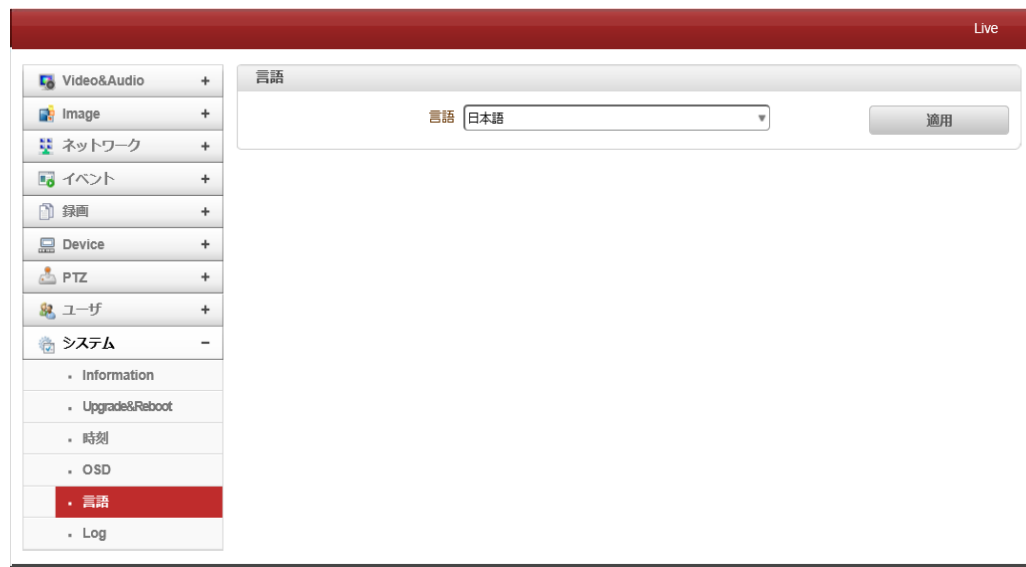 Live
Video&Audio +
Image +
ネットワーク +
イベント +
録画 +
Device +
PTZ +
ユーザ +
システム -
Information
Upgrade&Reboot
時刻
OSD
言語
Log
言語
言語 日本語 適用